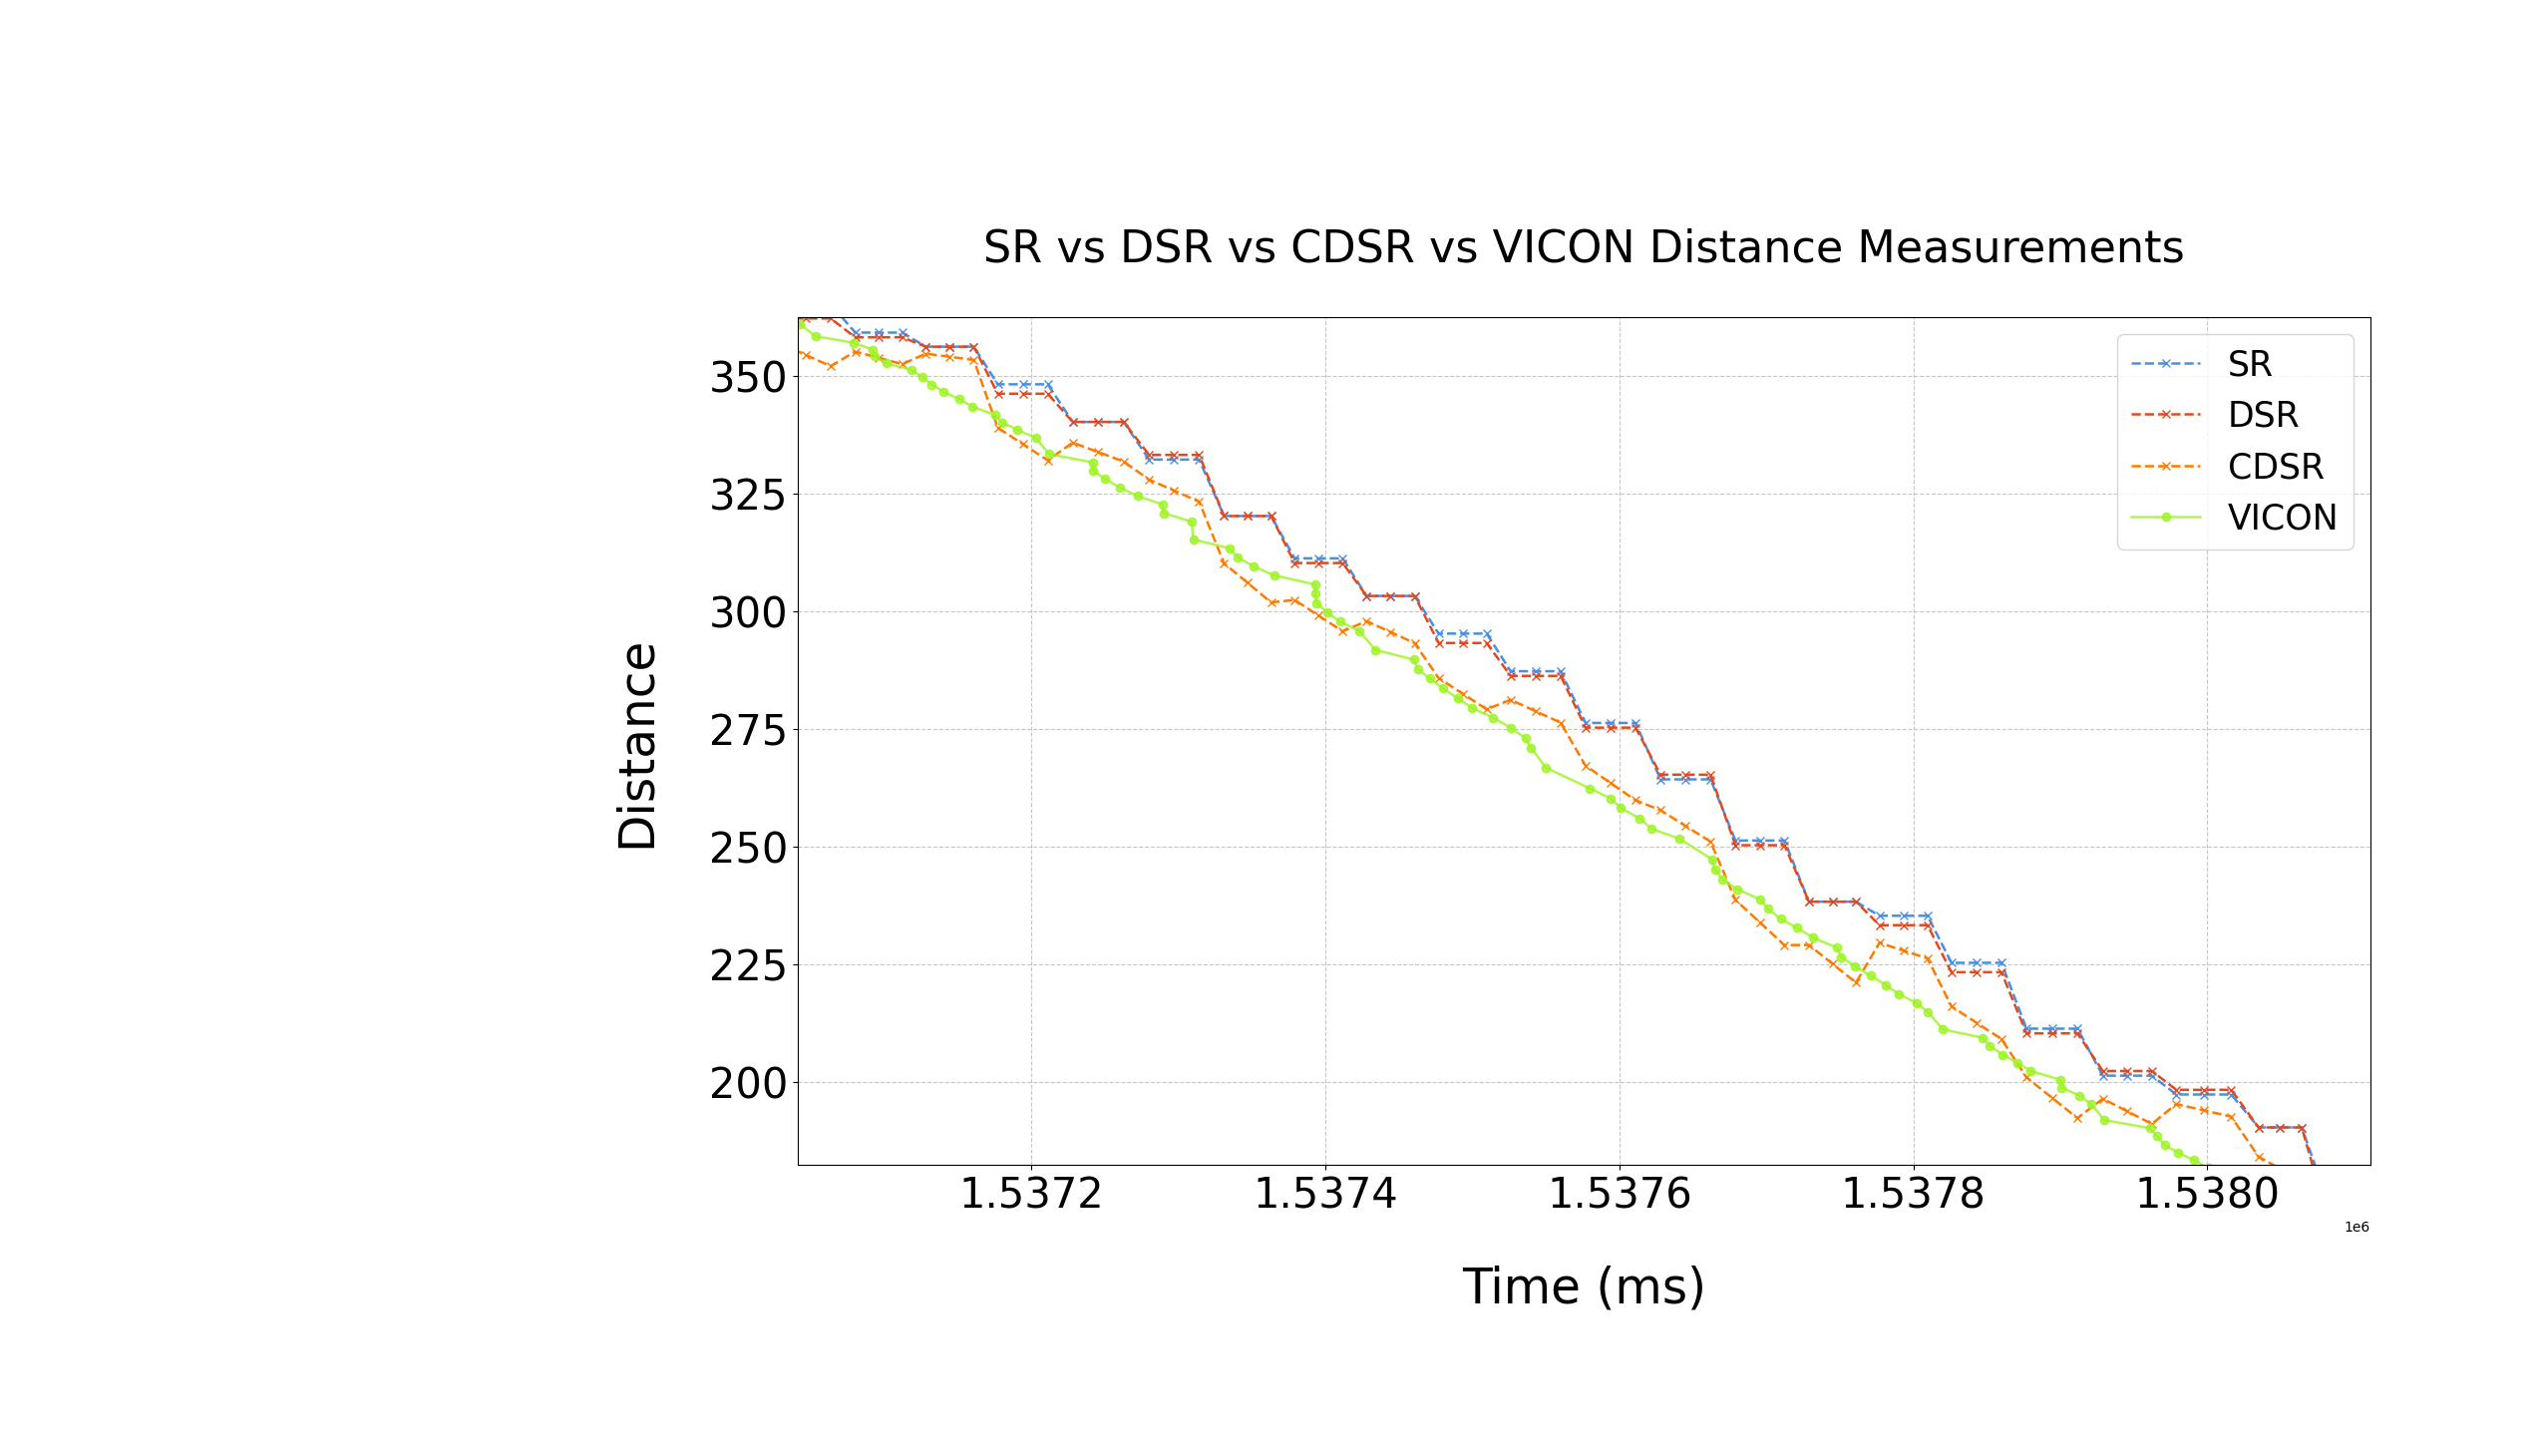 SR vs DSR vs CDSR vs VICON Distance Measurements
SR
DSR
CDSR
VICON
Distance
350
325
300
275
250
225
200
1.5372 1.5374 1.5376 1.5378 1.5380
1e6
Time (ms)